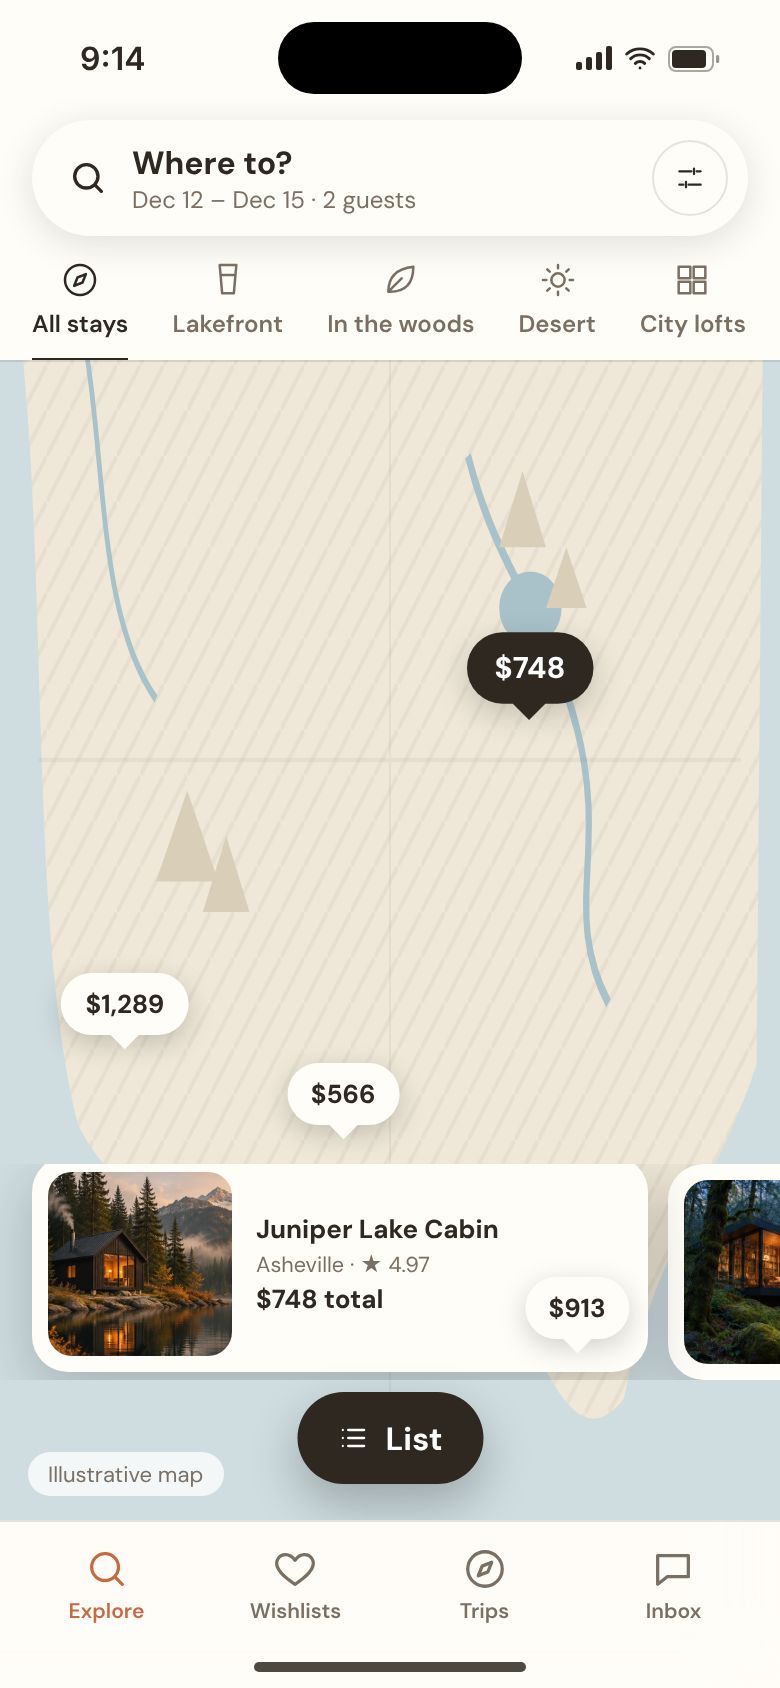 9:14
Where to?
Dec 12 – Dec 15 · 2 guests
All stays
Lakefront
In the woods
Desert
City lofts
$748
$1,289
$566
Juniper Lake Cabin
Asheville · ★ 4.97
$748 total
$913
List
Illustrative map
Explore
Wishlists
Trips
Inbox